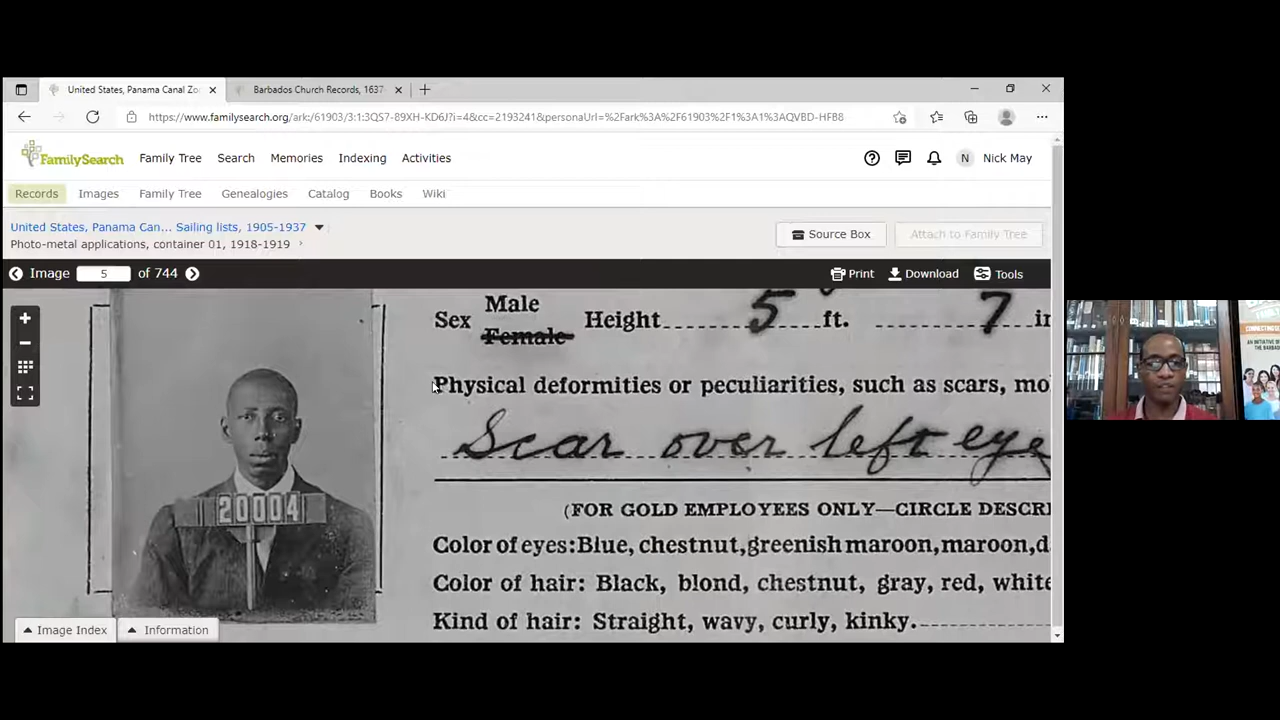 United States, Panama Canal Zo
Barbados Church Records, 1637-
https://www.familysearch.org/ark:/61903/3:1:3QS7-89XH-KD6J?i=4&cc=2193241&personaUrl=%2Fark%3A%2F61903%2F1%3A1%3AQVBD-HFB8
FamilySearch
Family Tree
Search
Memories
Indexing
Activities
N
Nick May
Records
Images
Family Tree
Genealogies
Catalog
Books
Wiki
United States, Panama Can... Sailing lists, 1905-1937
Photo-metal applications, container 01, 1918-1919
Source Box
Attach to Family Tree
Image 5 of 744
Print
Download
Tools
Sex Male Female Height 5 ft. 7 in
Physical deformities or peculiarities, such as scars, mo
Scar over left eye
(FOR GOLD EMPLOYEES ONLY—CIRCLE DESCRI
Color of eyes: Blue, chestnut, greenish maroon, maroon, d
Color of hair: Black, blond, chestnut, gray, red, white
Kind of hair: Straight, wavy, curly, kinky.
20004
Image Index
Information
AN INITIATIVE OF
THE BARBAD